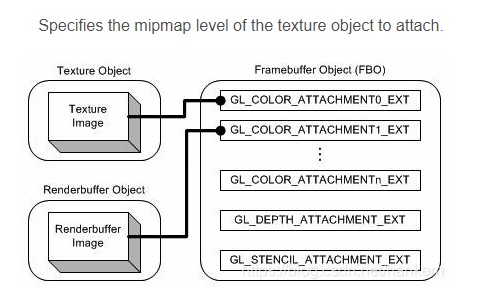 Specifies the mipmap level of the texture object to attach.
Texture Object
Framebuffer Object (FBO)
Texture
Image
GL_COLOR_ATTACHMENT0_EXT
GL_COLOR_ATTACHMENT1_EXT
GL_COLOR_ATTACHMENTn_EXT
Renderbuffer Object
Renderbuffer
Image
GL_DEPTH_ATTACHMENT_EXT
GL_STENCIL_ATTACHMENT_EXT